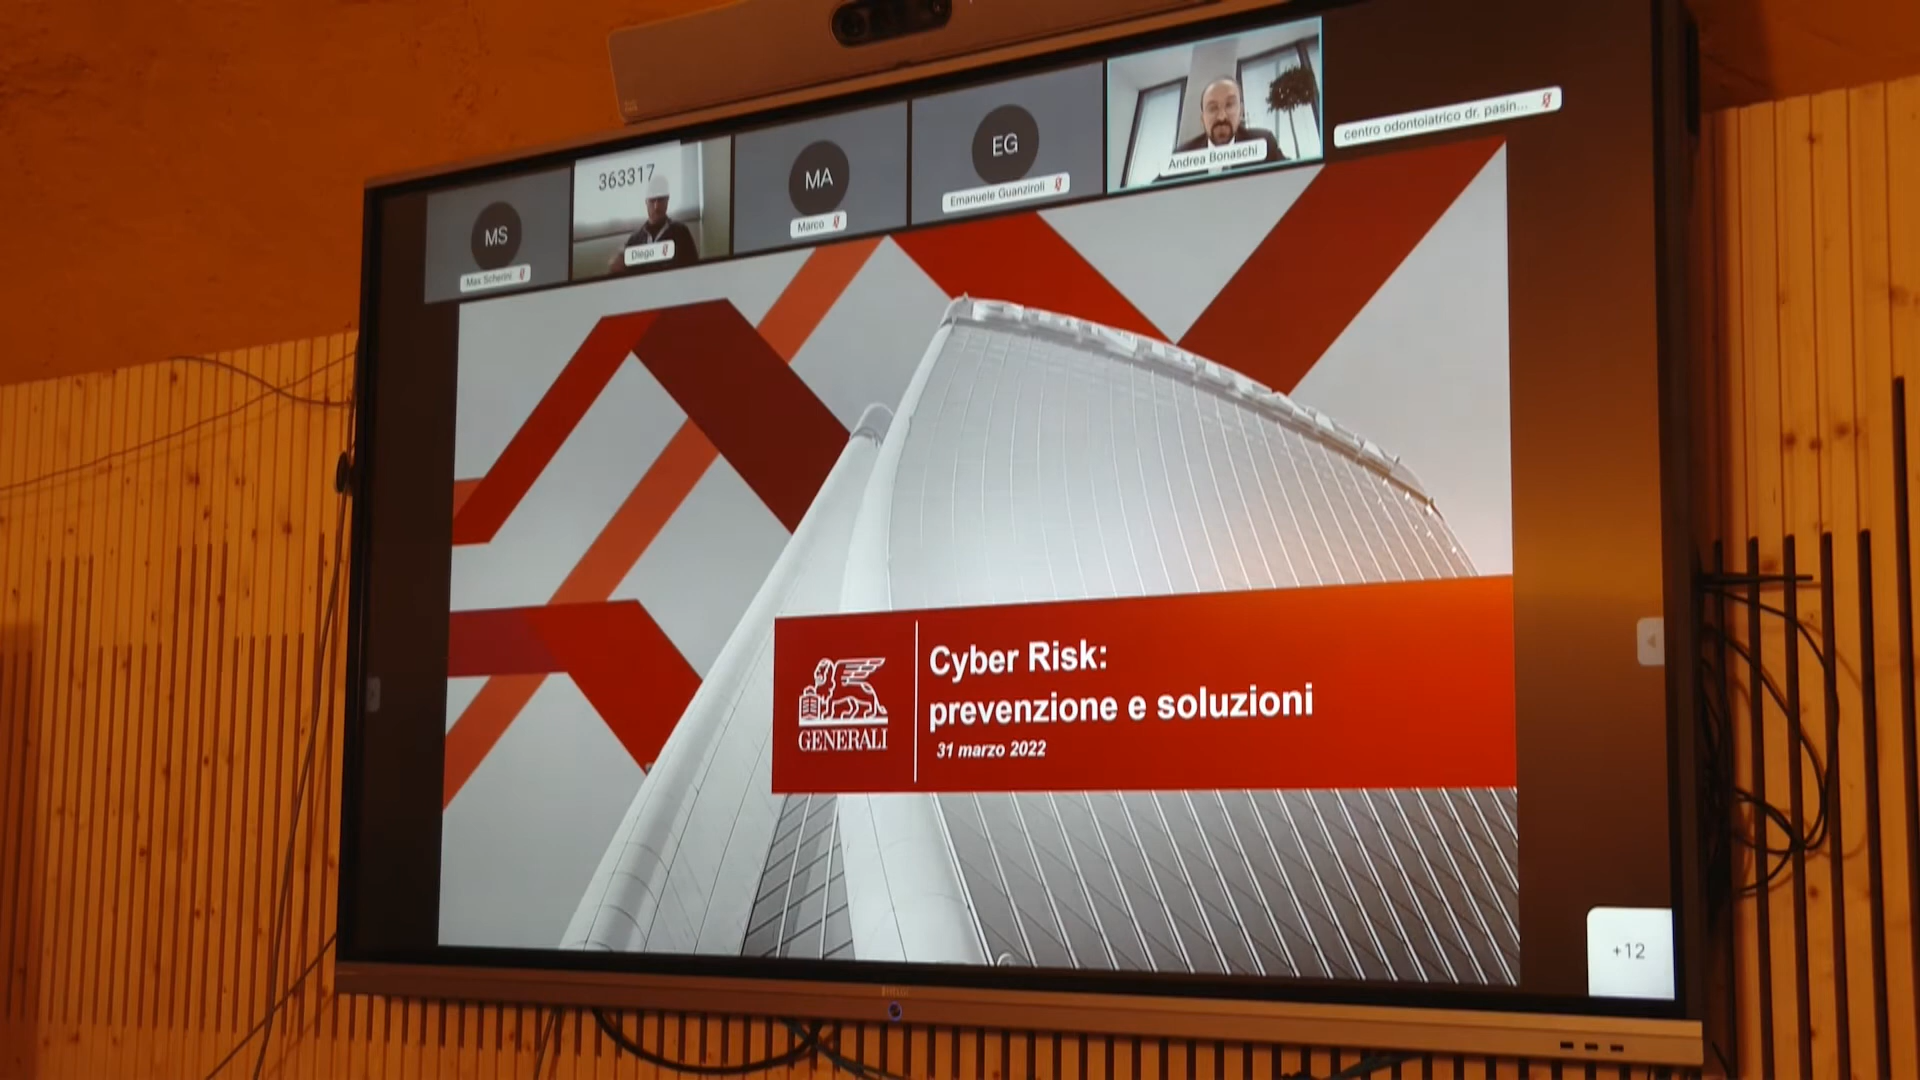 MS
Max Scherini
363317
Diego
MA
Marco
EG
Emanuele Guanziroli
Andrea Bonaschi
centro odontoiatrico dr. pasin...
GENERALI
Cyber Risk:
prevenzione e soluzioni
31 marzo 2022
+12